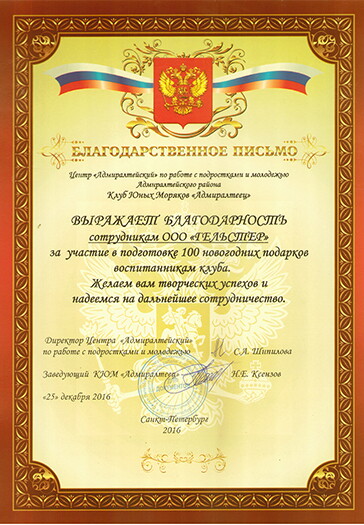 БЛАГОДАРСТВЕННОЕ ПИСЬМО
Центр «Адмиралтейский» по работе с подростками и молодежью
Адмиралтейского района
Клуб Юных Моряков «Адмиралтеец»
ВЫРАЖАЕТ БЛАГОДАРНОСТЬ
сотрудникам ООО «ГЕЛЬСТЕР»
за участие в подготовке 100 новогодних подарков
воспитанникам клуба.
Желаем вам творческих успехов и
надеемся на дальнейшее сотрудничество.
Директор Центра «Адмиралтейский»
по работе с подростками и молодежью С.А. Шипилова
Заведующий КЮМ «Адмиралтеец» Н.Е. Ксензов
«25» декабря 2016
Санкт-Петербург
2016